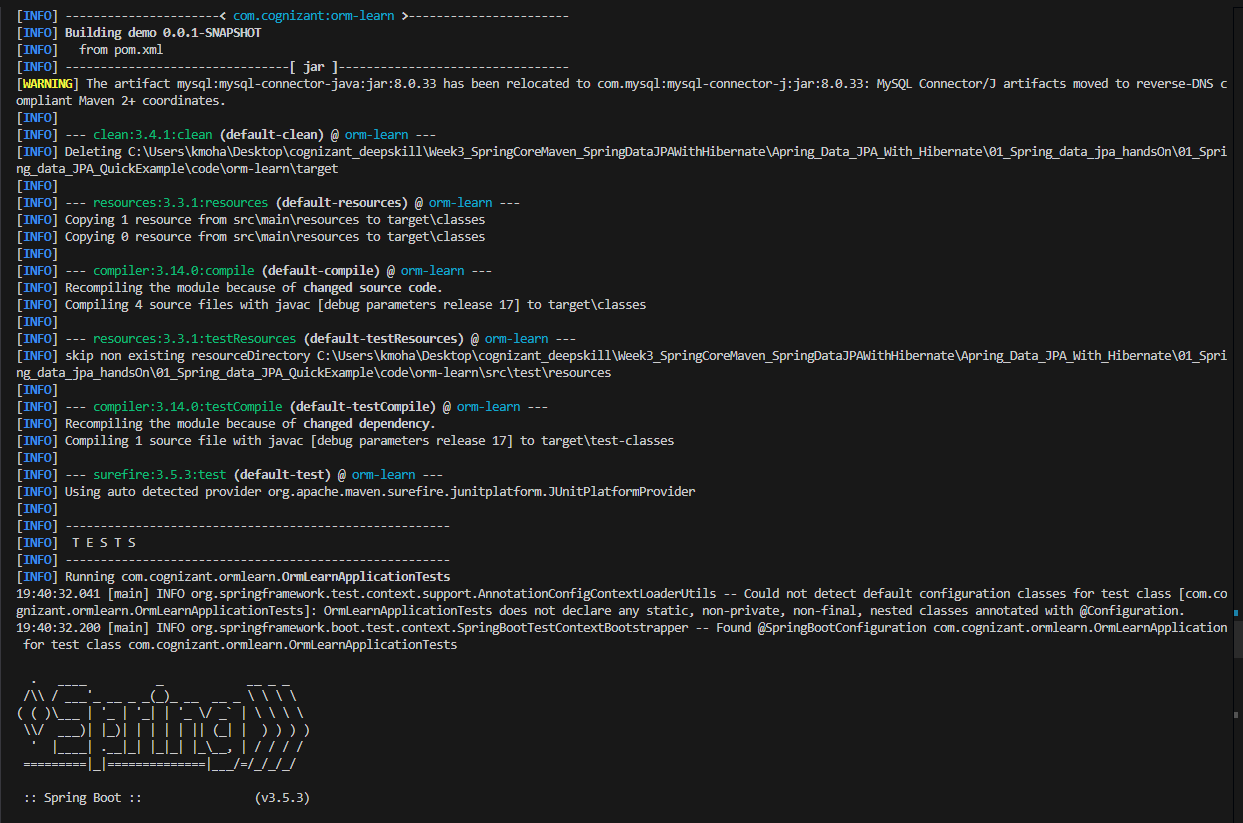 [INFO] ----------------------< com.cognizant:orm-learn >-----------------------
[INFO] Building demo 0.0.1-SNAPSHOT
[INFO]   from pom.xml
[INFO] --------------------------------[ jar ]---------------------------------
[WARNING] The artifact mysql:mysql-connector-java:jar:8.0.33 has been relocated to com.mysql:mysql-connector-j:jar:8.0.33: MySQL Connector/J artifacts moved to reverse-DNS c
ompliant Maven 2+ coordinates.
[INFO]
[INFO] --- clean:3.4.1:clean (default-clean) @ orm-learn ---
[INFO] Deleting C:\Users\kmoha\Desktop\cognizant_deepskill\Week3_SpringCoreMaven_SpringDataJPAWithHibernate\Apring_Data_JPA_With_Hibernate\01_Spring_data_jpa_handsOn\01_Spri
ng_data_JPA_QuickExample\code\orm-learn\target
[INFO]
[INFO] --- resources:3.3.1:resources (default-resources) @ orm-learn ---
[INFO] Copying 1 resource from src\main\resources to target\classes
[INFO] Copying 0 resource from src\main\resources to target\classes
[INFO]
[INFO] --- compiler:3.14.0:compile (default-compile) @ orm-learn ---
[INFO] Recompiling the module because of changed source code.
[INFO] Compiling 4 source files with javac [debug parameters release 17] to target\classes
[INFO]
[INFO] --- resources:3.3.1:testResources (default-testResources) @ orm-learn ---
[INFO] skip non existing resourceDirectory C:\Users\kmoha\Desktop\cognizant_deepskill\Week3_SpringCoreMaven_SpringDataJPAWithHibernate\Apring_Data_JPA_With_Hibernate\01_Spri
ng_data_jpa_handsOn\01_Spring_data_JPA_QuickExample\code\orm-learn\src\test\resources
[INFO]
[INFO] --- compiler:3.14.0:testCompile (default-testCompile) @ orm-learn ---
[INFO] Recompiling the module because of changed dependency.
[INFO] Compiling 1 source file with javac [debug parameters release 17] to target\test-classes
[INFO]
[INFO] --- surefire:3.5.3:test (default-test) @ orm-learn ---
[INFO] Using auto detected provider org.apache.maven.surefire.junitplatform.JUnitPlatformProvider
[INFO]
[INFO] -------------------------------------------------------
[INFO]  T E S T S
[INFO] -------------------------------------------------------
[INFO] Running com.cognizant.ormlearn.OrmLearnApplicationTests
19:40:32.041 [main] INFO org.springframework.test.context.support.AnnotationConfigContextLoaderUtils -- Could not detect default configuration classes for test class [com.co
gnizant.ormlearn.OrmLearnApplicationTests]: OrmLearnApplicationTests does not declare any static, non-private, non-final, nested classes annotated with @Configuration.
19:40:32.200 [main] INFO org.springframework.boot.test.context.SpringBootTestContextBootstrapper -- Found @SpringBootConfiguration com.cognizant.ormlearn.OrmLearnApplication
 for test class com.cognizant.ormlearn.OrmLearnApplicationTests

  .   ____          _            __ _ _
 /\\ / ___'_ __ _ _(_)_ __  __ _ \ \ \ \
( ( )\___ | '_ | '_| | '_ \/ _` | \ \ \ \
 \\/  ___)| |_)| | | | | || (_| |  ) ) ) )
  '  |____| .__|_| |_|_| |_\__, | / / / /
 =========|_|==============|___/=/_/_/_/

 :: Spring Boot ::                (v3.5.3)